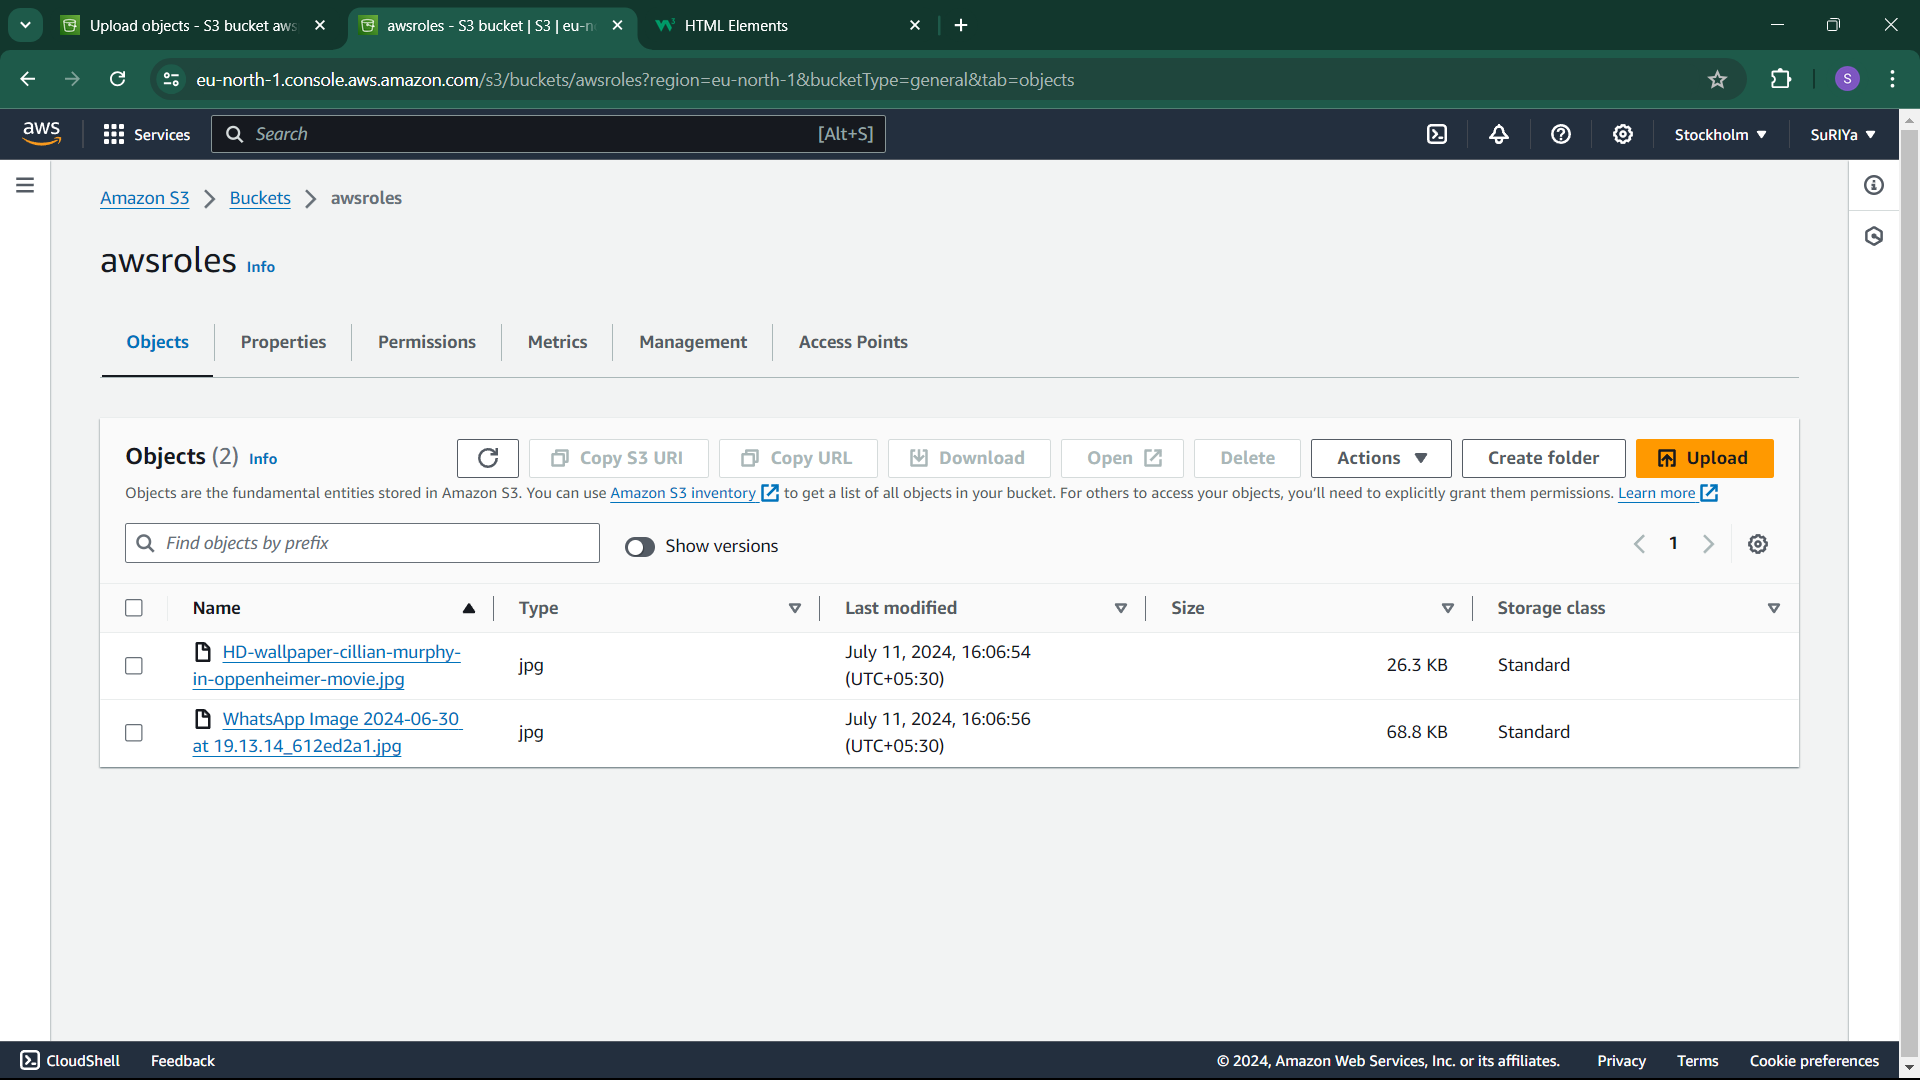 Upload objects - S3 bucket aws
awsroles - S3 bucket | S3 | eu-n
HTML Elements
eu-north-1.console.aws.amazon.com/s3/buckets/awsroles?region=eu-north-1&bucketType=general&tab=objects
S
aws
Services
Search
[Alt+S]
Stockholm
SuRIYa
Amazon S3
Buckets
awsroles
awsroles Info
Objects
Properties
Permissions
Metrics
Management
Access Points
Objects (2) Info
Copy S3 URI
Copy URL
Download
Open
Delete
Actions
Create folder
Upload
Objects are the fundamental entities stored in Amazon S3. You can use Amazon S3 inventory to get a list of all objects in your bucket. For others to access your objects, you'll need to explicitly grant them permissions. Learn more
Find objects by prefix
Show versions
1
Name
Type
Last modified
Size
Storage class
HD-wallpaper-cillian-murphy-
in-oppenheimer-movie.jpg
jpg
July 11, 2024, 16:06:54
(UTC+05:30)
26.3 KB
Standard
WhatsApp Image 2024-06-30
at 19.13.14_612ed2a1.jpg
jpg
July 11, 2024, 16:06:56
(UTC+05:30)
68.8 KB
Standard
CloudShell
Feedback
© 2024, Amazon Web Services, Inc. or its affiliates.
Privacy
Terms
Cookie preferences